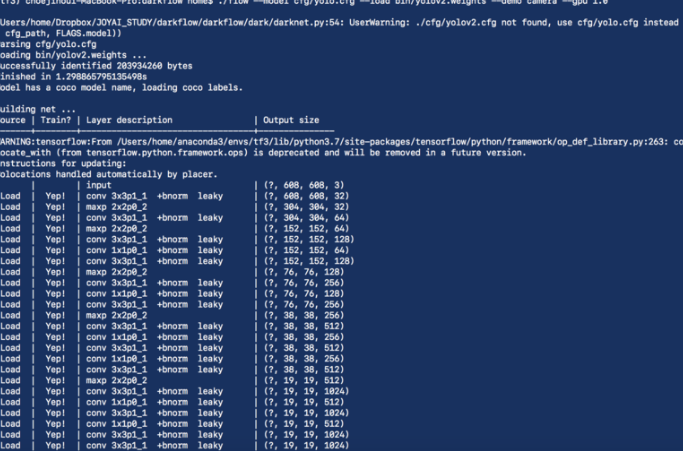 tf3) choejinoui-MacBook-Pro:darkflow home$ ./flow --model cfg/yolo.cfg --load bin/yolov2.weights --demo camera --gpu 1.0
Users/home/Dropbox/JOYAI_STUDY/darkflow/darkflow/dark/darknet.py:54: UserWarning: ./cfg/yolov2.cfg not found, use cfg/yolo.cfg instead
cfg_path, FLAGS.model))
arsing cfg/yolo.cfg
oading bin/yolov2.weights ...
uccessfully identified 203934260 bytes
inished in 1.298865795135498s
odel has a coco model name, loading coco labels.
uilding net ...
ource | Train? | Layer description | Output size
------+--------+----------------------------------+---------------
ARNING:tensorflow:From /Users/home/anaconda3/envs/tf3/lib/python3.7/site-packages/tensorflow/python/framework/op_def_library.py:263: co
ocate_with (from tensorflow.python.framework.ops) is deprecated and will be removed in a future version.
nstructions for updating:
olocations handled automatically by placer.
| | input | (?, 608, 608, 3)
Load | Yep! | conv 3x3p1_1 +bnorm leaky | (?, 608, 608, 32)
Load | Yep! | maxp 2x2p0_2 | (?, 304, 304, 32)
Load | Yep! | conv 3x3p1_1 +bnorm leaky | (?, 304, 304, 64)
Load | Yep! | maxp 2x2p0_2 | (?, 152, 152, 64)
Load | Yep! | conv 3x3p1_1 +bnorm leaky | (?, 152, 152, 128)
Load | Yep! | conv 1x1p0_1 +bnorm leaky | (?, 152, 152, 64)
Load | Yep! | conv 3x3p1_1 +bnorm leaky | (?, 152, 152, 128)
Load | Yep! | maxp 2x2p0_2 | (?, 76, 76, 128)
Load | Yep! | conv 3x3p1_1 +bnorm leaky | (?, 76, 76, 256)
Load | Yep! | conv 1x1p0_1 +bnorm leaky | (?, 76, 76, 128)
Load | Yep! | conv 3x3p1_1 +bnorm leaky | (?, 76, 76, 256)
Load | Yep! | maxp 2x2p0_2 | (?, 38, 38, 256)
Load | Yep! | conv 3x3p1_1 +bnorm leaky | (?, 38, 38, 512)
Load | Yep! | conv 1x1p0_1 +bnorm leaky | (?, 38, 38, 256)
Load | Yep! | conv 3x3p1_1 +bnorm leaky | (?, 38, 38, 512)
Load | Yep! | conv 1x1p0_1 +bnorm leaky | (?, 38, 38, 256)
Load | Yep! | conv 3x3p1_1 +bnorm leaky | (?, 38, 38, 512)
Load | Yep! | maxp 2x2p0_2 | (?, 19, 19, 512)
Load | Yep! | conv 3x3p1_1 +bnorm leaky | (?, 19, 19, 1024)
Load | Yep! | conv 1x1p0_1 +bnorm leaky | (?, 19, 19, 512)
Load | Yep! | conv 3x3p1_1 +bnorm leaky | (?, 19, 19, 1024)
Load | Yep! | conv 1x1p0_1 +bnorm leaky | (?, 19, 19, 512)
Load | Yep! | conv 3x3p1_1 +bnorm leaky | (?, 19, 19, 1024)
Load | Yep! | conv 3x3p1_1 +bnorm leaky | (?, 19, 19, 1024)